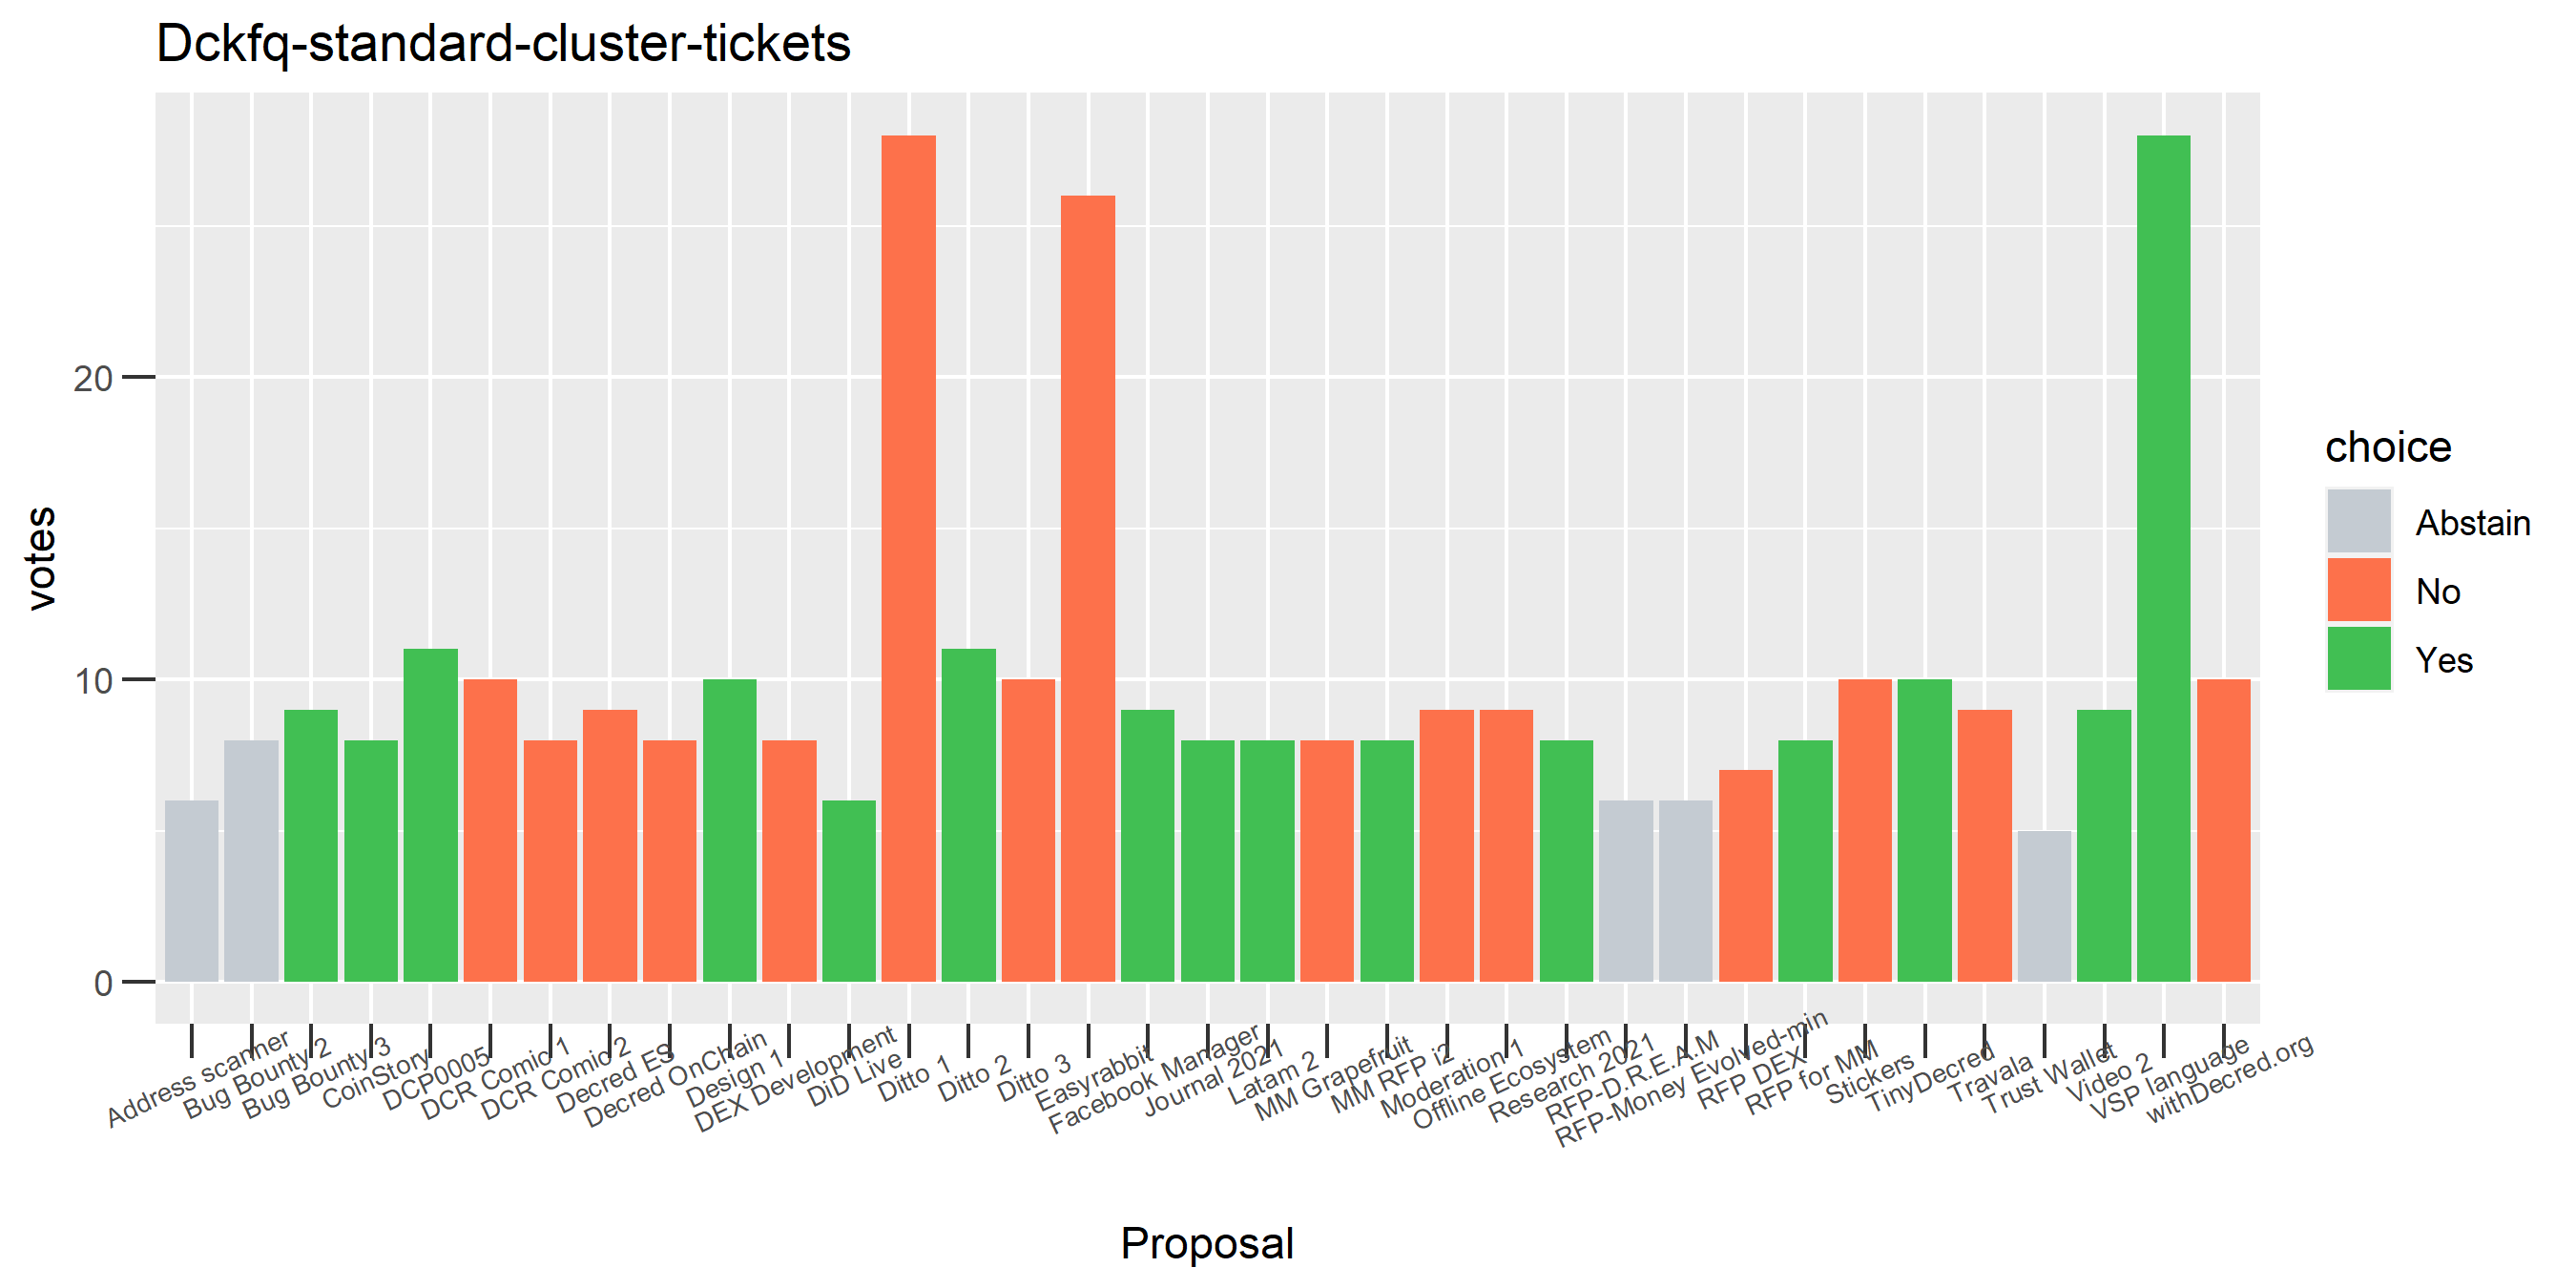 Dckfq-standard-cluster-tickets
votes
20
10
0
Address scanner
Bug Bounty 2
Bug Bounty 3
CoinStory
DCP0005
DCR Comic 1
DCR Comic 2
Decred ES
Decred OnChain
Design 1
DEX Development
DiD Live
Ditto 1
Ditto 2
Ditto 3
Easyrabbit
Facebook Manager
Journal 2021
Latam 2
MM Grapefruit
MM RFP i2
Moderation 1
Offline Ecosystem
Research 2021
RFP-D.R.E.A.M
RFP-Money Evolved-min
RFP DEX
RFP for MM
Stickers
TinyDecred
Travala
Trust Wallet
Video 2
VSP language
withDecred.org
Proposal
choice
Abstain
No
Yes